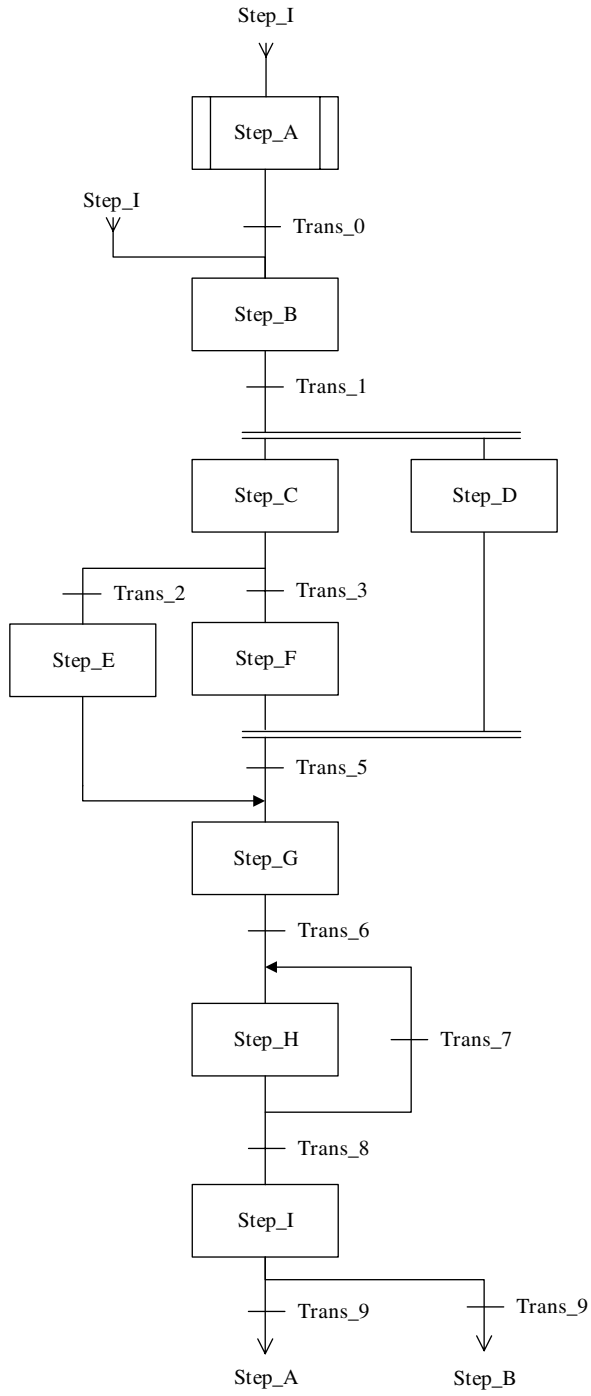 Step_I
Step_A
Step_I
Trans_0
Step_B
Trans_1
Step_C
Step_D
Trans_2
Trans_3
Step_E
Step_F
Trans_5
Step_G
Trans_6
Step_H
Trans_7
Trans_8
Step_I
Trans_9
Trans_9
Step_A
Step_B